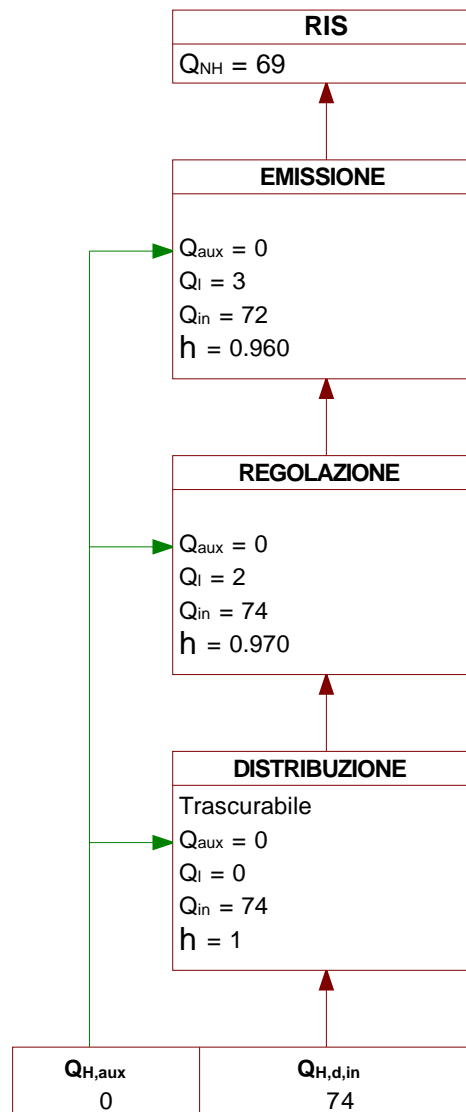 RIS
QNH = 69
EMISSIONE
Qaux = 0
Ql = 3
Qin = 72
h = 0.960
REGOLAZIONE
Qaux = 0
Ql = 2
Qin = 74
h = 0.970
DISTRIBUZIONE
Trascurabile
Qaux = 0
Ql = 0
Qin = 74
h = 1
QH,aux QH,d,in
0 74